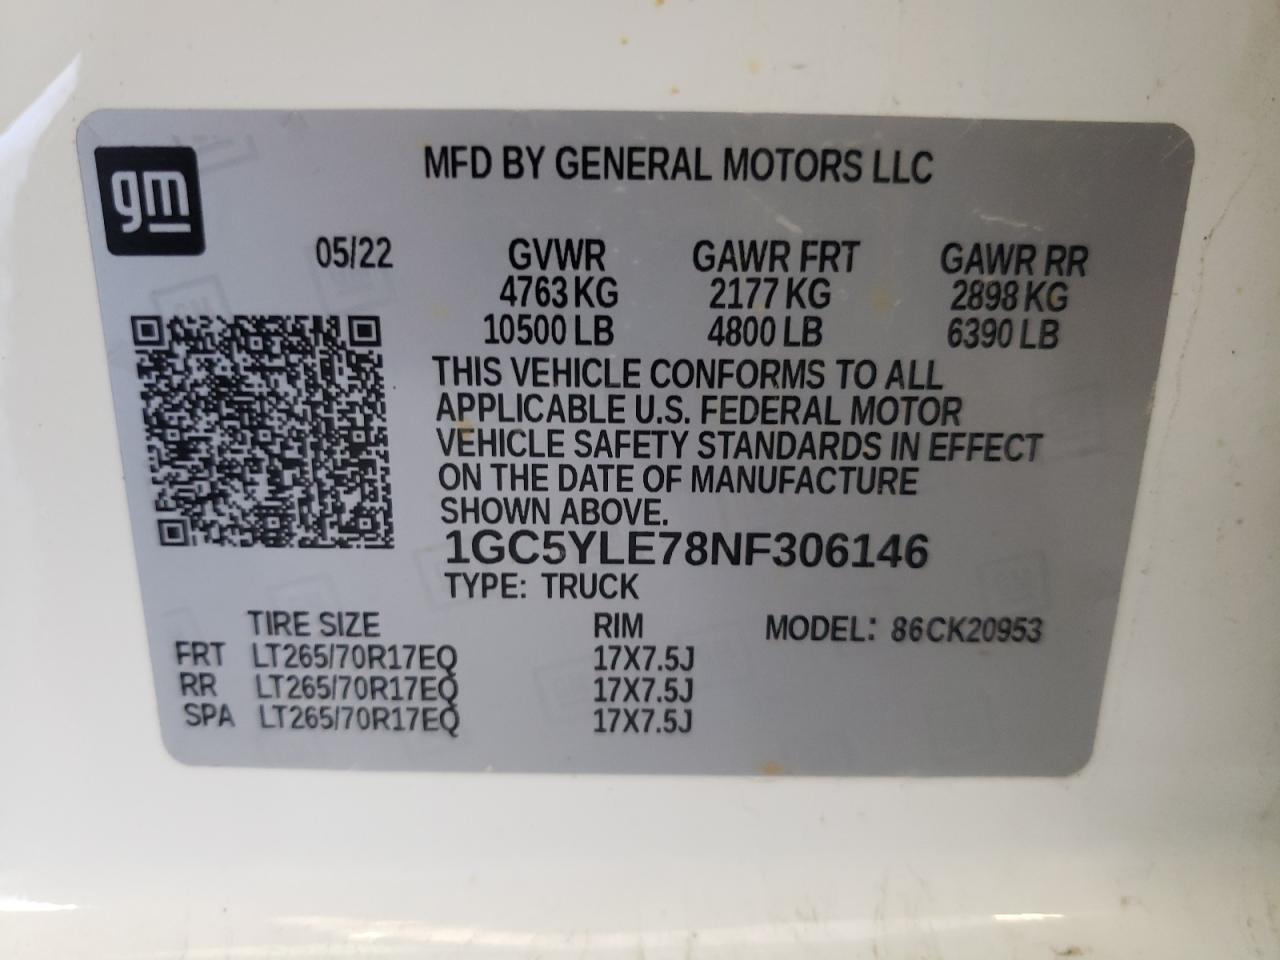 gm
MFD BY GENERAL MOTORS LLC
05/22 GVWR GAWR FRT GAWR RR
4763 KG 2177 KG 2898 KG
10500 LB 4800 LB 6390 LB
THIS VEHICLE CONFORMS TO ALL
APPLICABLE U.S. FEDERAL MOTOR
VEHICLE SAFETY STANDARDS IN EFFECT
ON THE DATE OF MANUFACTURE
SHOWN ABOVE.
1GC5YLE78NF306146
TYPE: TRUCK
TIRE SIZE RIM MODEL: 86CK20953
FRT LT265/70R17EQ 17X7.5J
RR LT265/70R17EQ 17X7.5J
SPA LT265/70R17EQ 17X7.5J